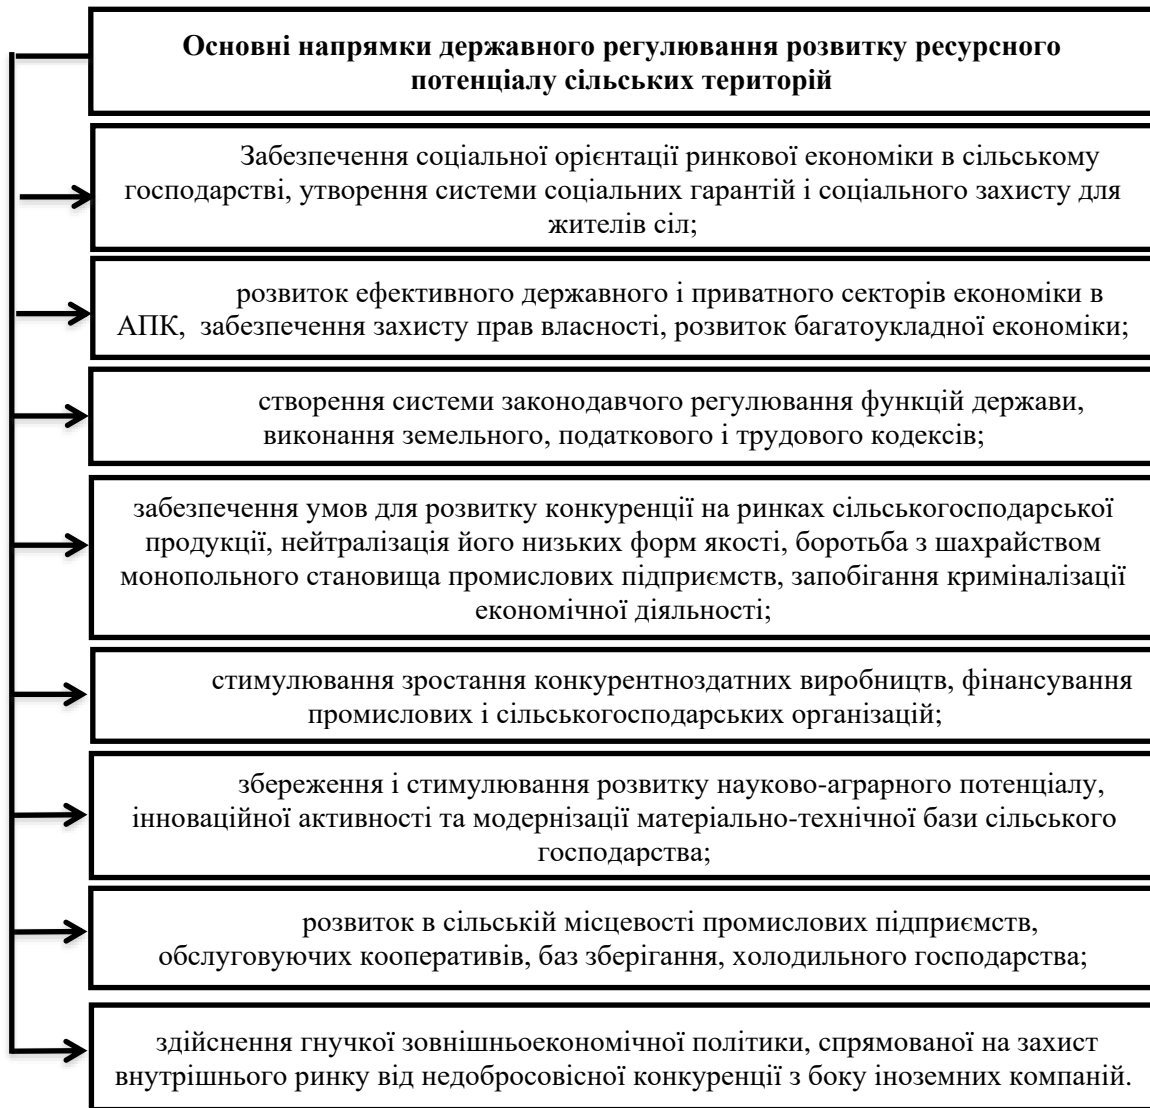 Основні напрямки державного регулювання розвитку ресурсного
потенціалу сільських територій
Забезпечення соціальної орієнтації ринкової економіки в сільському
господарстві, утворення системи соціальних гарантій і соціального захисту для
жителів сіл;
розвиток ефективного державного і приватного секторів економіки в
АПК, забезпечення захисту прав власності, розвиток багатоукладної економіки;
створення системи законодавчого регулювання функцій держави,
виконання земельного, податкового і трудового кодексів;
забезпечення умов для розвитку конкуренції на ринках сільськогосподарської
продукції, нейтралізація його низьких форм якості, боротьба з шахрайством
монопольного становища промислових підприємств, запобігання криміналізації
економічної діяльності;
стимулювання зростання конкурентноздатних виробництв, фінансування
промислових і сільськогосподарських організацій;
збереження і стимулювання розвитку науково-аграрного потенціалу,
інноваційної активності та модернізації матеріально-технічної бази сільського
господарства;
розвиток в сільській місцевості промислових підприємств,
обслуговуючих кооперативів, баз зберігання, холодильного господарства;
здійснення гнучкої зовнішньоекономічної політики, спрямованої на захист
внутрішнього ринку від недобросовісної конкуренції з боку іноземних компаній.